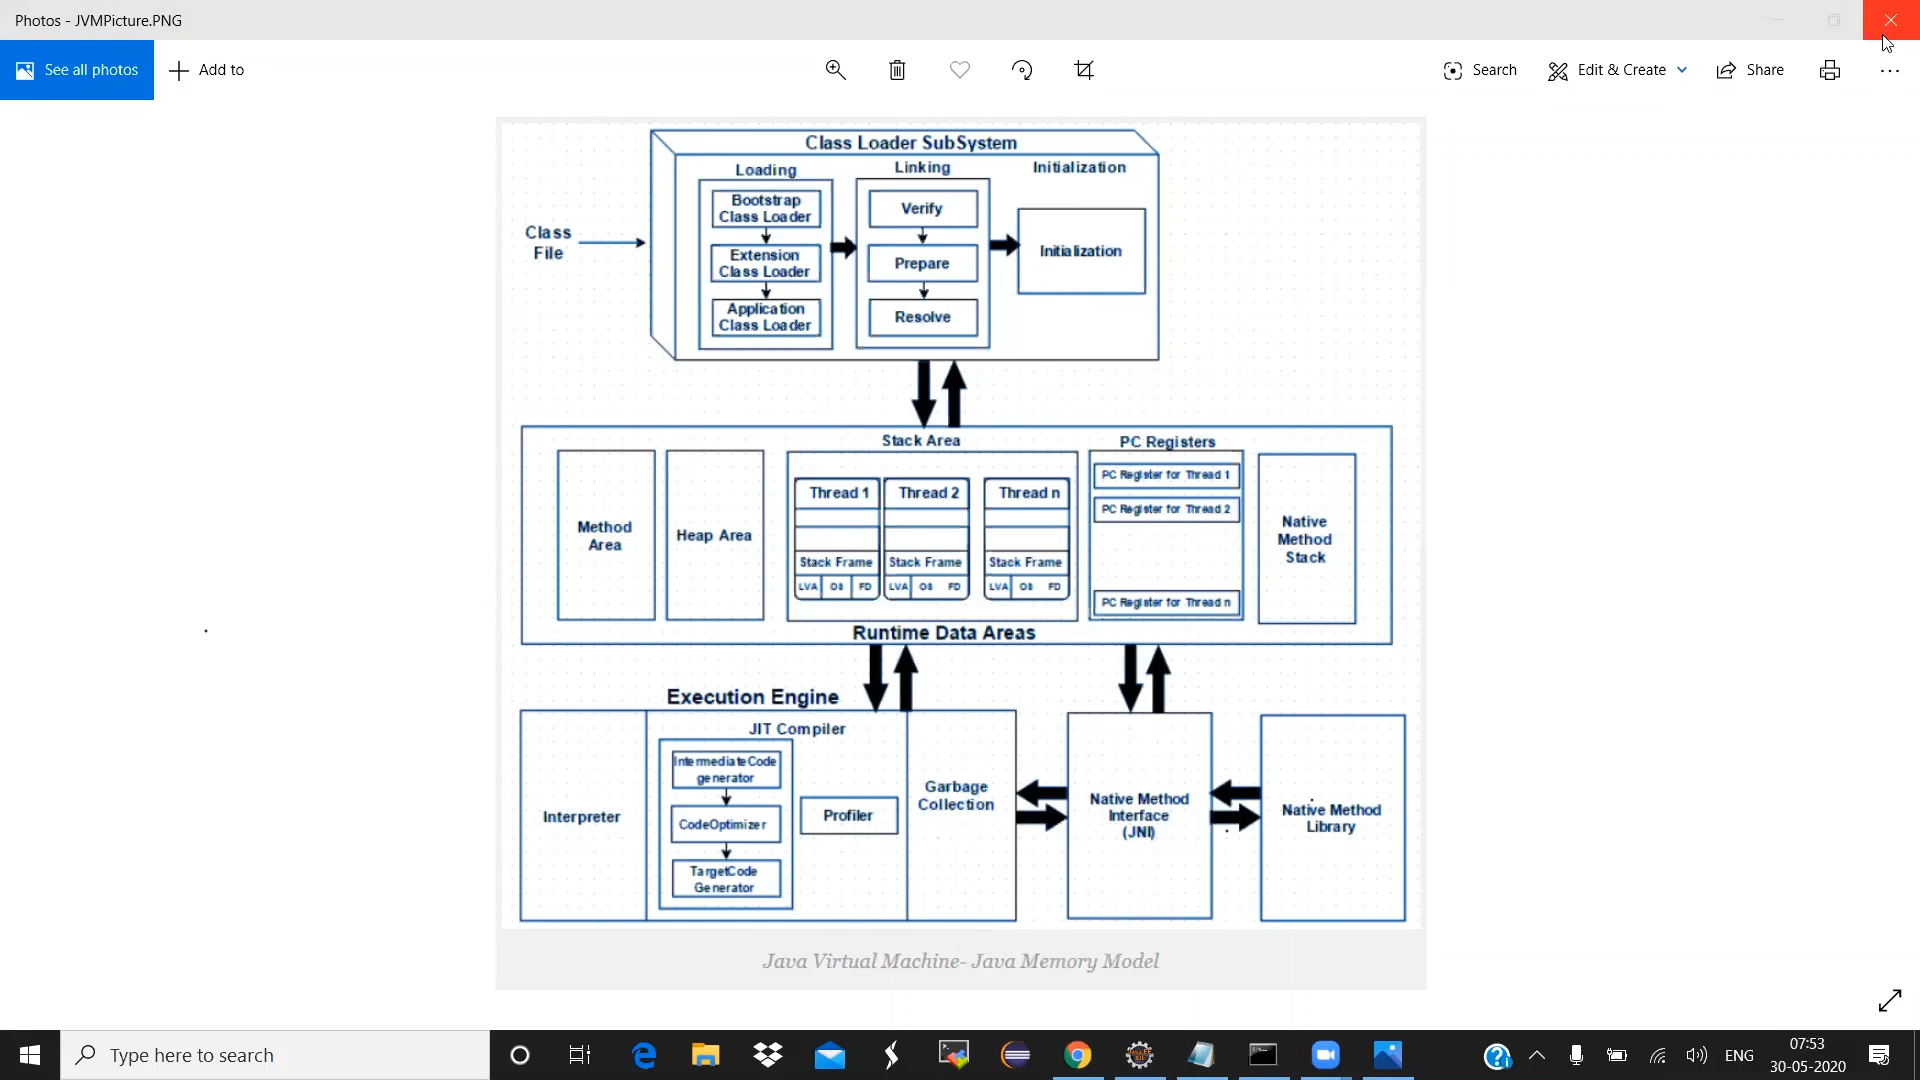 Photos - JVMPicture.PNG
See all photos
Add to
Search
Edit & Create
Share
Class Loader SubSystem
Loading
Linking
Initialization
Bootstrap
Class Loader
Extension
Class Loader
Application
Class Loader
Verify
Prepare
Resolve
Initialization
Class
File
Stack Area
PC Registers
Method
Area
Heap Area
Thread 1
Thread 2
Thread n
Stack Frame
Stack Frame
Stack Frame
LVA OS FD
LVA OS FD
LVA OS FD
PC Register for Thread 1
PC Register for Thread 2
PC Register for Thread n
Native
Method
Stack
Runtime Data Areas
Execution Engine
JIT Compiler
Interpreter
IntermediateCode
generator
CodeOptimizer
TargetCode
Generator
Profiler
Garbage
Collection
Native Method
Interface
(JNI)
Native Method
Library
Java Virtual Machine- Java Memory Model
Type here to search
ENG
07:53
30-05-2020